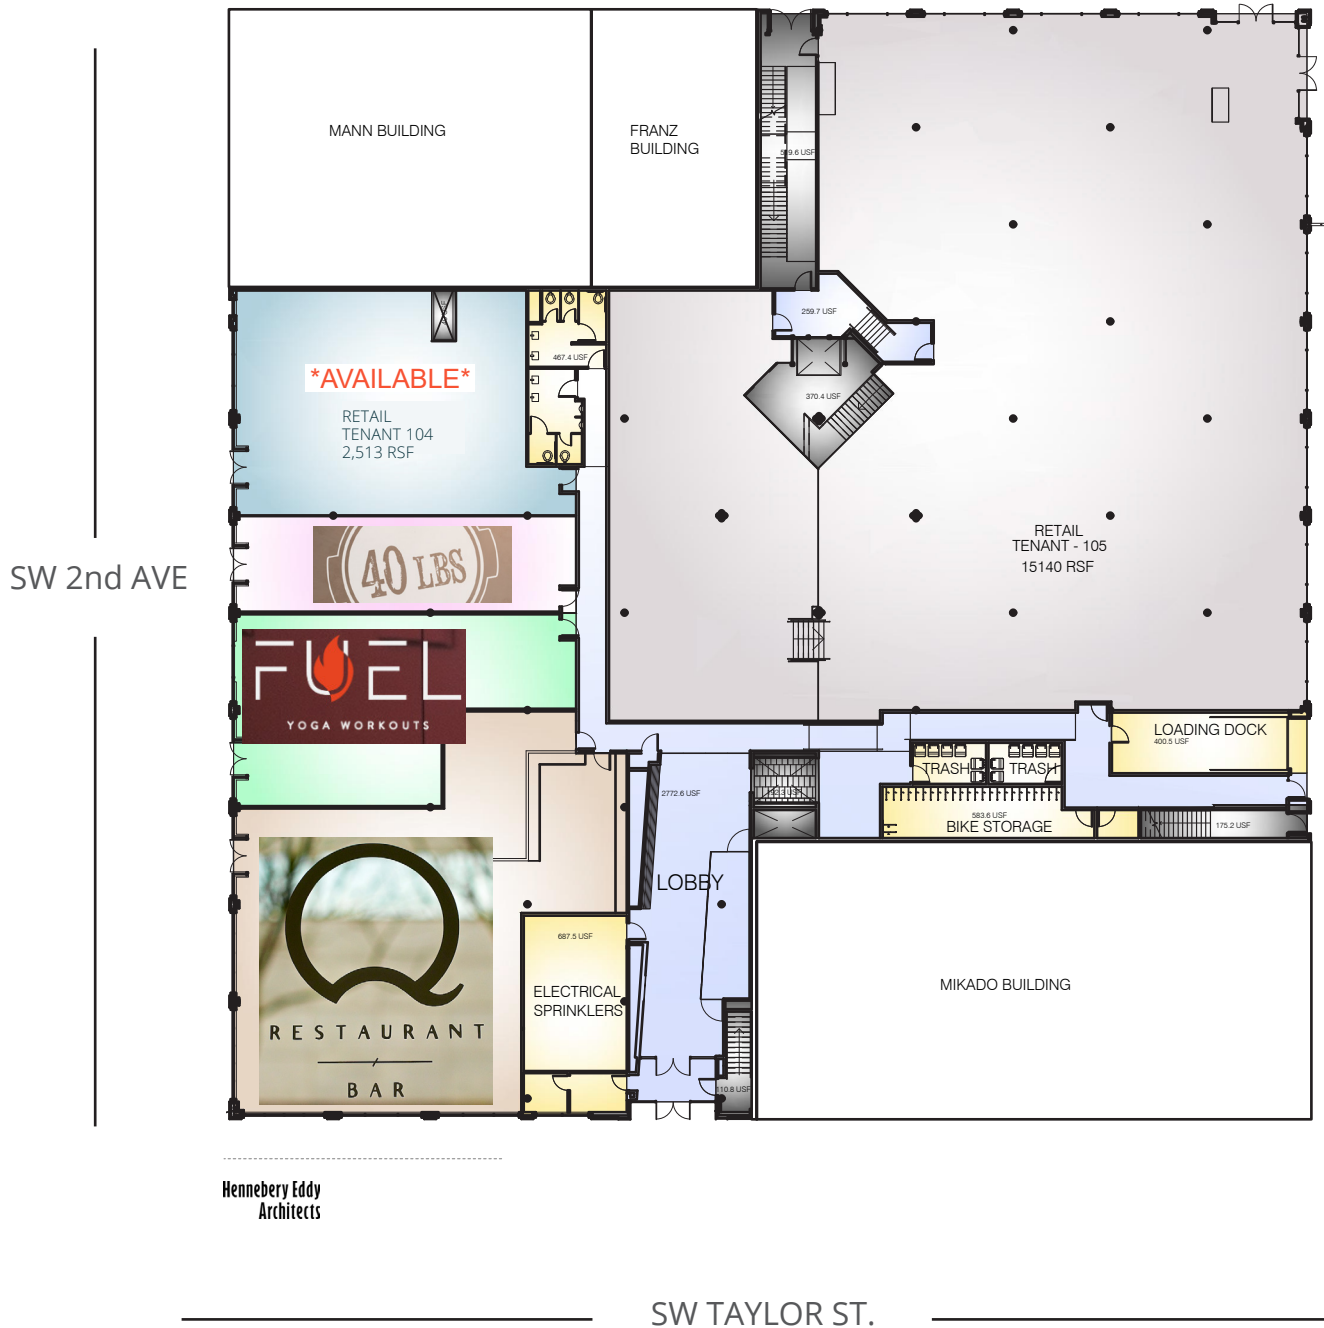 MANN BUILDING
FRANZ
BUILDING
259.7 USF
467.4 USF
*AVAILABLE*
RETAIL
TENANT 104
2,513 RSF
370.4 USF
40 LBS
RETAIL
TENANT - 105
15140 RSF
SW 2nd AVE
FUEL
YOGA WORKOUTS
LOADING DOCK
400.5 USF
TRASH
TRASH
2772.6 USF
583.6 USF
BIKE STORAGE
175.2 USF
LOBBY
687.5 USF
ELECTRICAL
SPRINKLERS
MIKADO BUILDING
Q
RESTAURANT
BAR
110.8 USF
Hennebery Eddy
Architects
SW TAYLOR ST.